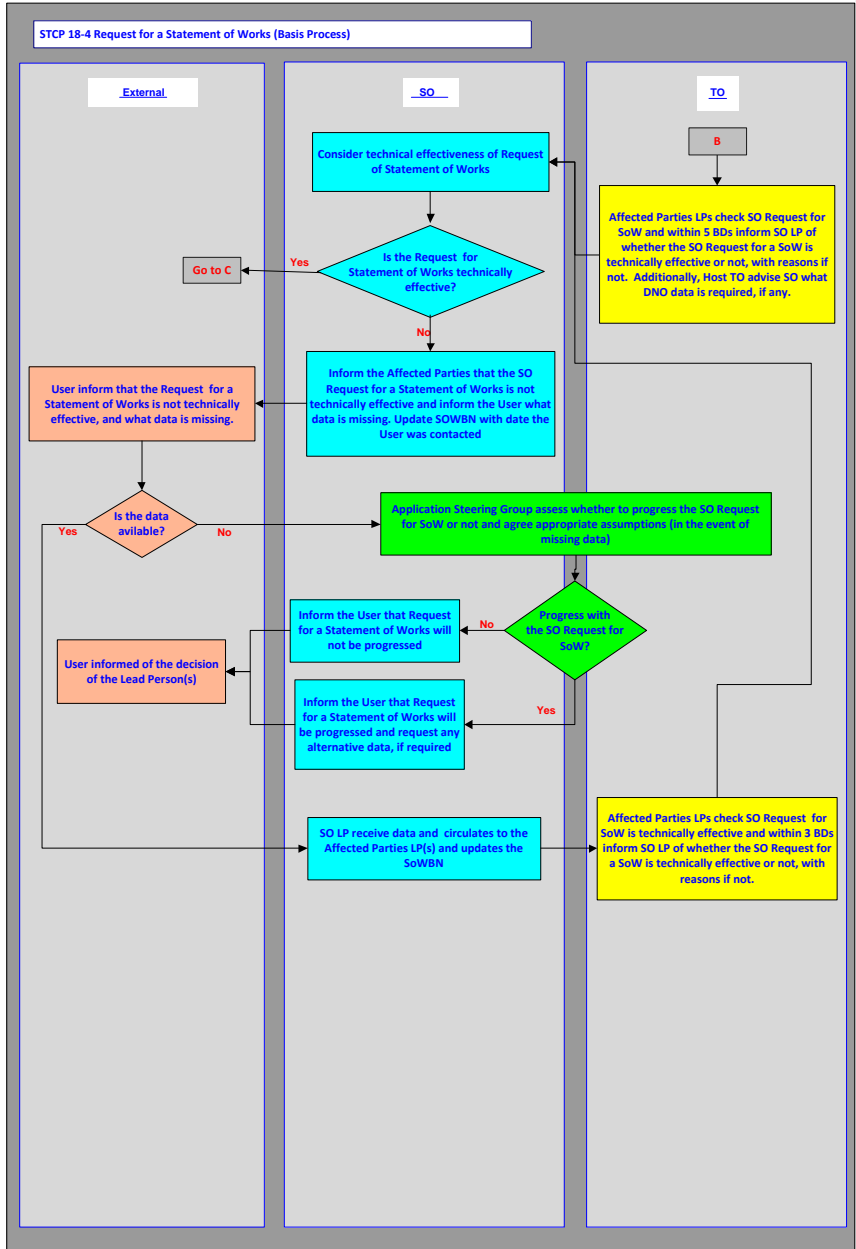 STCP 18-4 Request for a Statement of Works (Basis Process)
External
SO
TO
B
Consider technical effectiveness of Request
of Statement of Works
Affected Parties LPs check SO Request for
SoW and within 5 BDs inform SO LP of
whether the SO Request for a SoW is
technically effective or not, with reasons if
not. Additionally, Host TO advise SO what
DNO data is required, if any.
Is the Request for
Statement of Works technically
effective?
Yes
Go to C
No
Inform the Affected Parties that the SO
Request for a Statement of Works is not
technically effective and inform the User what
data is missing. Update SOWBN with date the
User was contacted
User inform that the Request for a
Statement of Works is not technically
effective, and what data is missing.
Is the data
avilable?
Yes
No
Application Steering Group assess whether to progress the SO Request
for SoW or not and agree appropriate assumptions (in the event of
missing data)
Progress with
the SO Request for
SoW?
No
Inform the User that Request
for a Statement of Works will
not be progressed
User informed of the decision
of the Lead Person(s)
Yes
Inform the User that Request
for a Statement of Works will
be progressed and request any
alternative data, if required
SO LP receive data and circulates to the
Affected Parties LP(s) and updates the
SoWBN
Affected Parties LPs check SO Request for
SoW is technically effective and within 3 BDs
inform SO LP of whether the SO Request for
a SoW is technically effective or not, with
reasons if not.